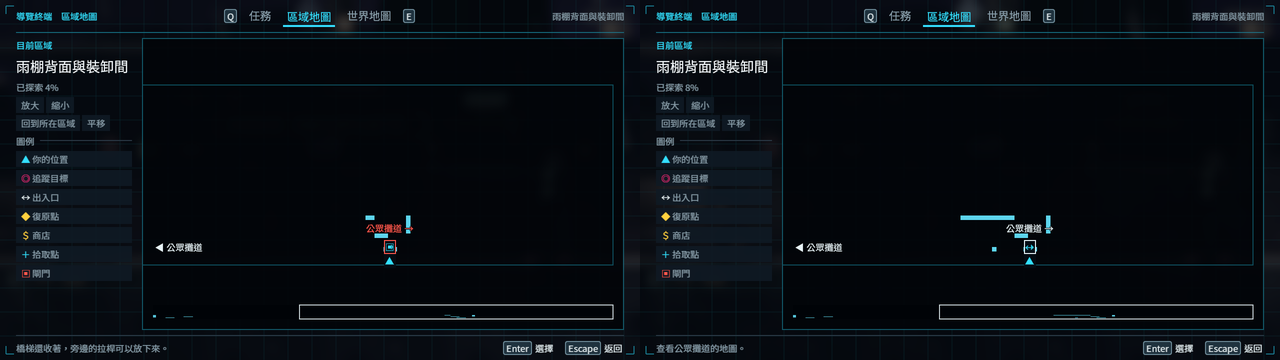 導覽終端 區域地圖
Q 任務 區域地圖 世界地圖 E
雨棚背面與裝卸間
目前區域
雨棚背面與裝卸間
已探索 4%
放大 縮小
回到所在區域 平移
圖例
你的位置
追蹤目標
出入口
復原點
商店
拾取點
閘門
公眾攤道 →
◀ 公眾攤道
橋梯還收著，旁邊的拉桿可以放下來。
Enter 選擇 Escape 返回
導覽終端 區域地圖
Q 任務 區域地圖 世界地圖 E
雨棚背面與裝卸間
目前區域
雨棚背面與裝卸間
已探索 8%
放大 縮小
回到所在區域 平移
圖例
你的位置
追蹤目標
出入口
復原點
商店
拾取點
閘門
公眾攤道 →
◀ 公眾攤道
查看公眾攤道的地圖。
Enter 選擇 Escape 返回